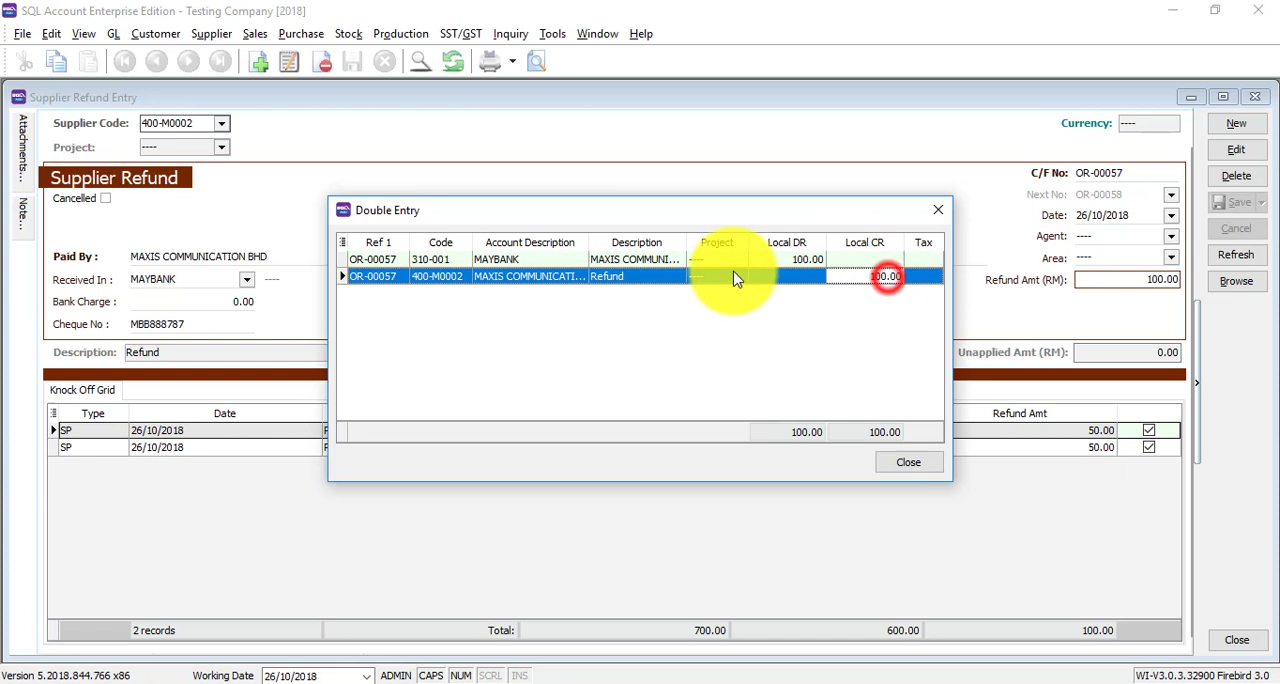 SQL Account Enterprise Edition - Testing Company [2018]
File Edit View GL Customer Supplier Sales Purchase Stock Production SST/GST Inquiry Tools Window Help
Supplier Refund Entry
Attachments...
Note...
Supplier Code: 400-M0002
Currency: ----
New
Project: ----
Edit
Supplier Refund
C/F No: OR-00057
Delete
Cancelled
Next No: OR-00058
Save
Date: 26/10/2018
Agent: ----
Cancel
Paid By : MAXIS COMMUNICATION BHD
Area: ----
Refresh
Received In : MAYBANK ----
Refund Amt (RM): 100.00
Browse
Bank Charge : 0.00
Cheque No : MBB888787
Description: Refund
Unapplied Amt (RM): 0.00
Double Entry
Ref 1 Code Account Description Description Project Local DR Local CR Tax
OR-00057 310-001 MAYBANK MAXIS COMMUNI... ---- 100.00
OR-00057 400-M0002 MAXIS COMMUNICATI... Refund ---- 100.00
100.00 100.00
Close
Knock Off Grid
Type Date Refund Amt
SP 26/10/2018 50.00
SP 26/10/2018 50.00
2 records Total: 700.00 600.00 100.00
Close
Version 5.2018.844.766 x86 Working Date 26/10/2018 ADMIN CAPS NUM SCRL INS WI-V3.0.3.32900 Firebird 3.0